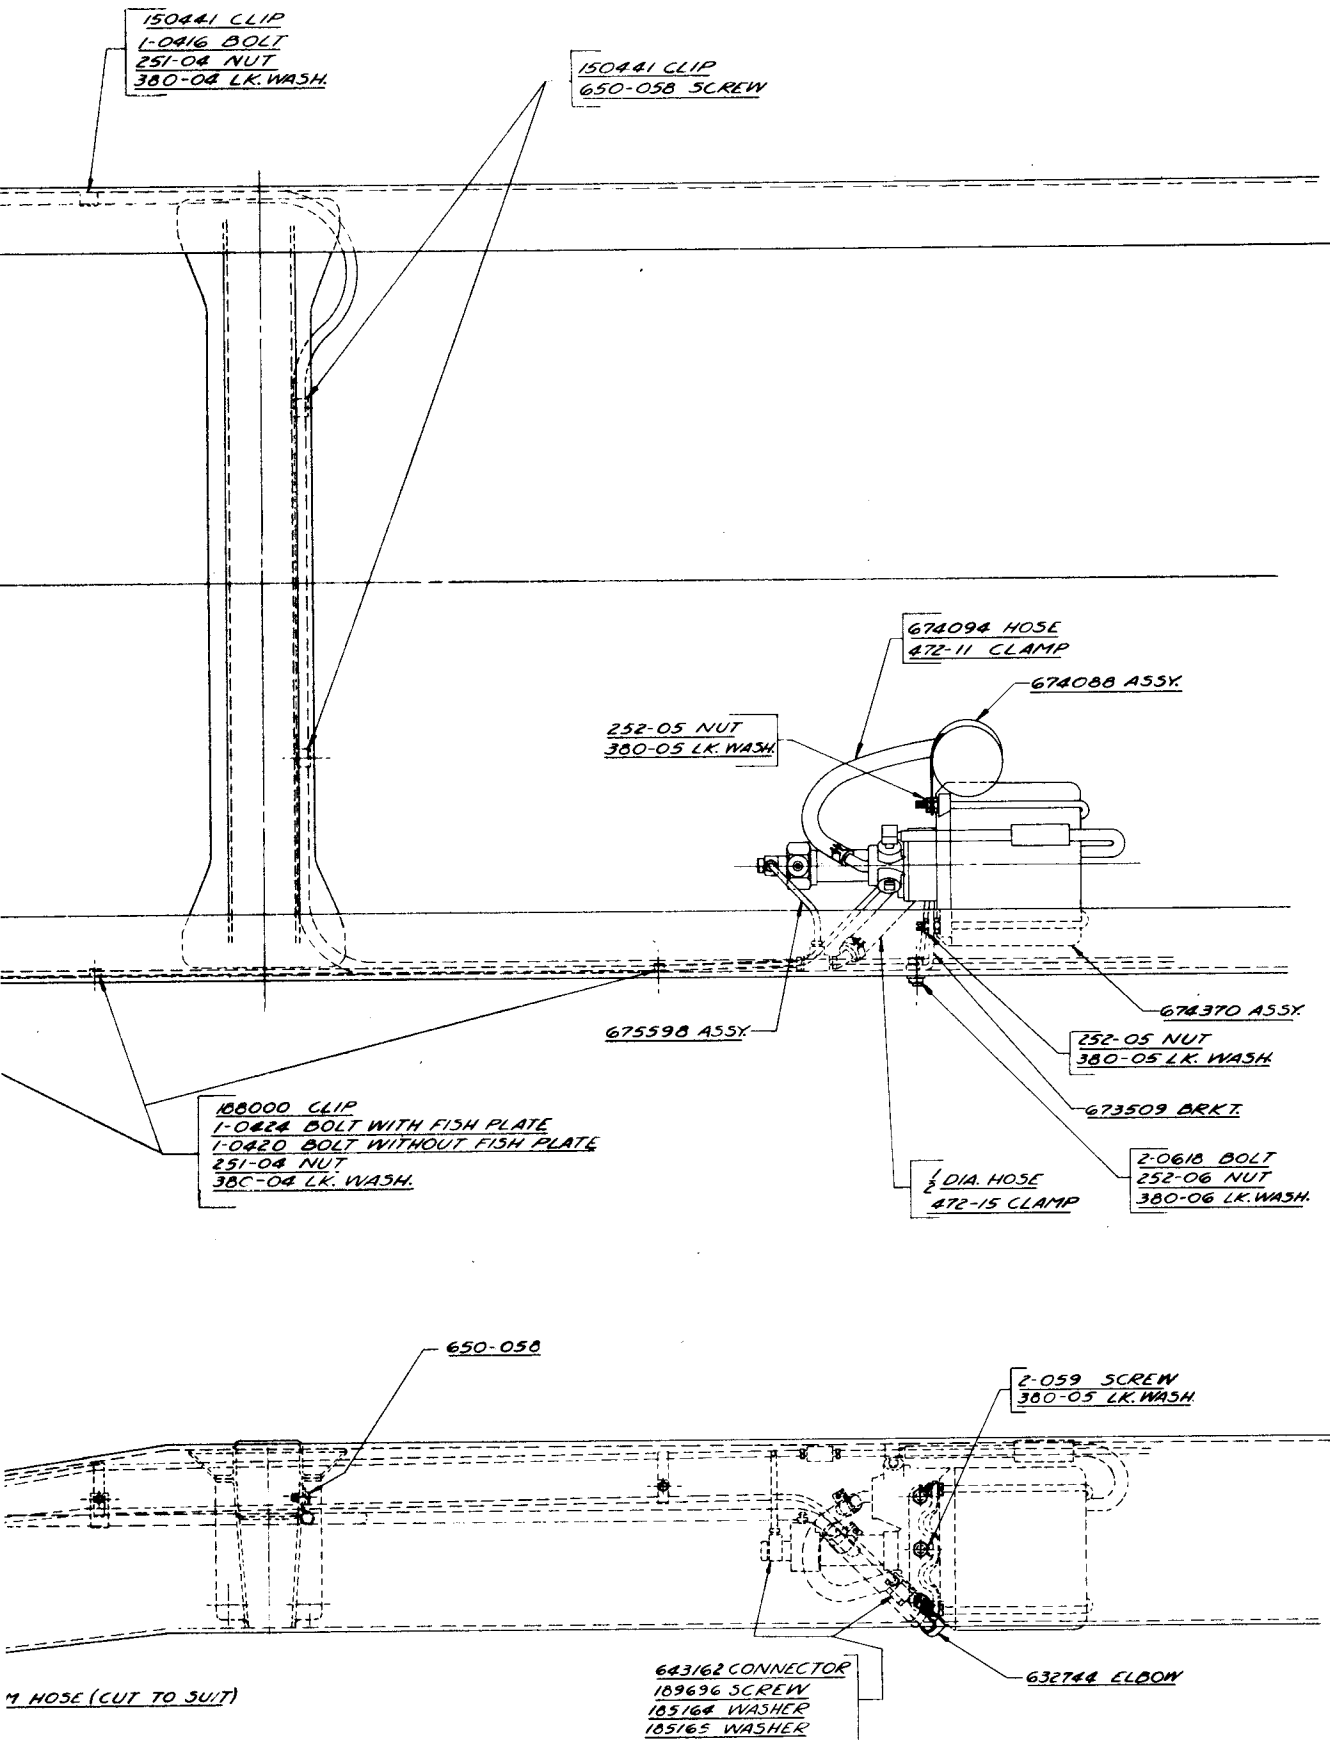 150441 CLIP
1-0416 BOLT
251-04 NUT
380-04 LK. WASH.
150441 CLIP
650-058 SCREW
674094 HOSE
472-11 CLAMP
674088 ASSY.
252-05 NUT
380-05 LK. WASH.
675598 ASSY.
674370 ASSY.
252-05 NUT
380-05 LK. WASH.
673509 BRKT.
188000 CLIP
1-0424 BOLT WITH FISH PLATE
1-0420 BOLT WITHOUT FISH PLATE
251-04 NUT
380-04 LK. WASH.
1/2 DIA. HOSE
472-15 CLAMP
2-0618 BOLT
252-06 NUT
380-06 LK. WASH.
650-058
2-059 SCREW
380-05 LK. WASH.
643162 CONNECTOR
189696 SCREW
185164 WASHER
185165 WASHER
632744 ELBOW
M HOSE (CUT TO SUIT)